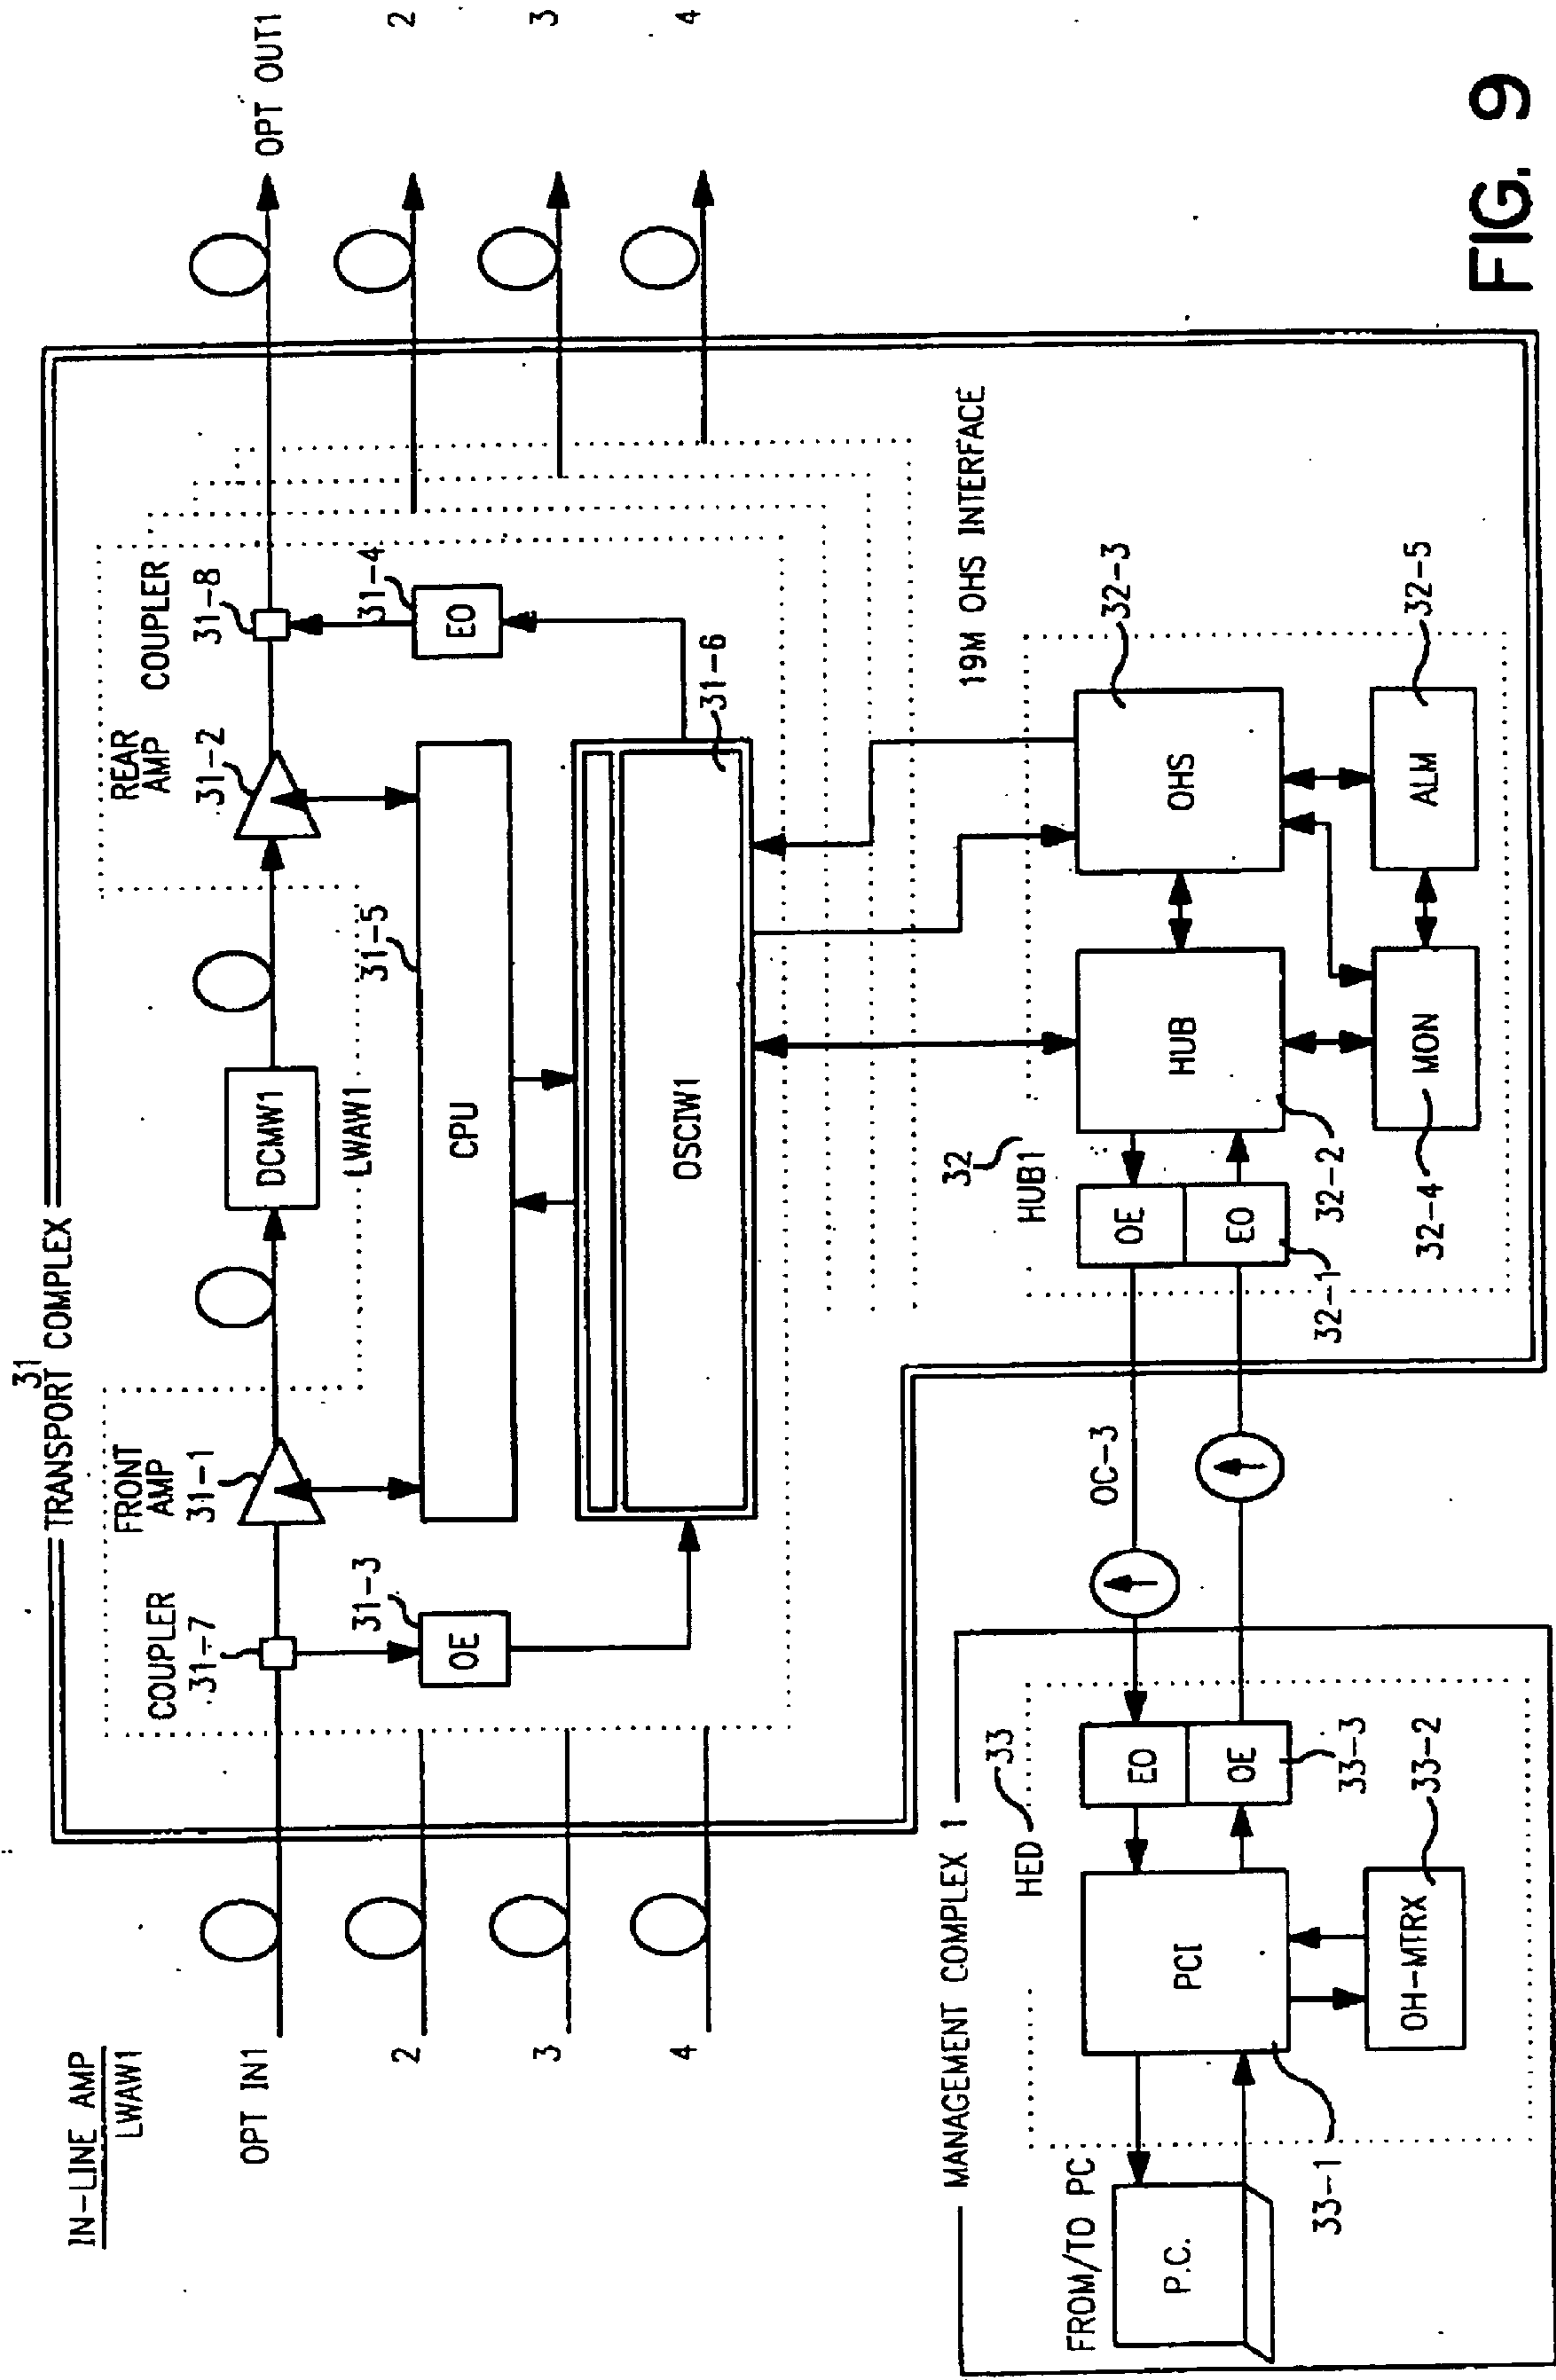 IN-LINE AMP
LWAW1
31
TRANSPORT COMPLEX
OPT IN1
2
3
4
COUPLER
31-7
FRONT
AMP
31-1
DCMW1
LWAW1
REAR
AMP
31-2
COUPLER
31-8
OPT OUT1
2
3
4
OE
31-3
CPU
31-5
EO
31-4
OSCIW1
31-6
19M OHS INTERFACE
32
HUB1
OE
EO
32-1
HUB
32-2
OHS
32-3
MON
32-4
ALM
32-5
OC-3
MANAGEMENT COMPLEX 1
HED
33
FROM/TO PC
P.C.
PCI
33-1
EO
OE
33-3
OH-MTRX
33-2
FIG. 9